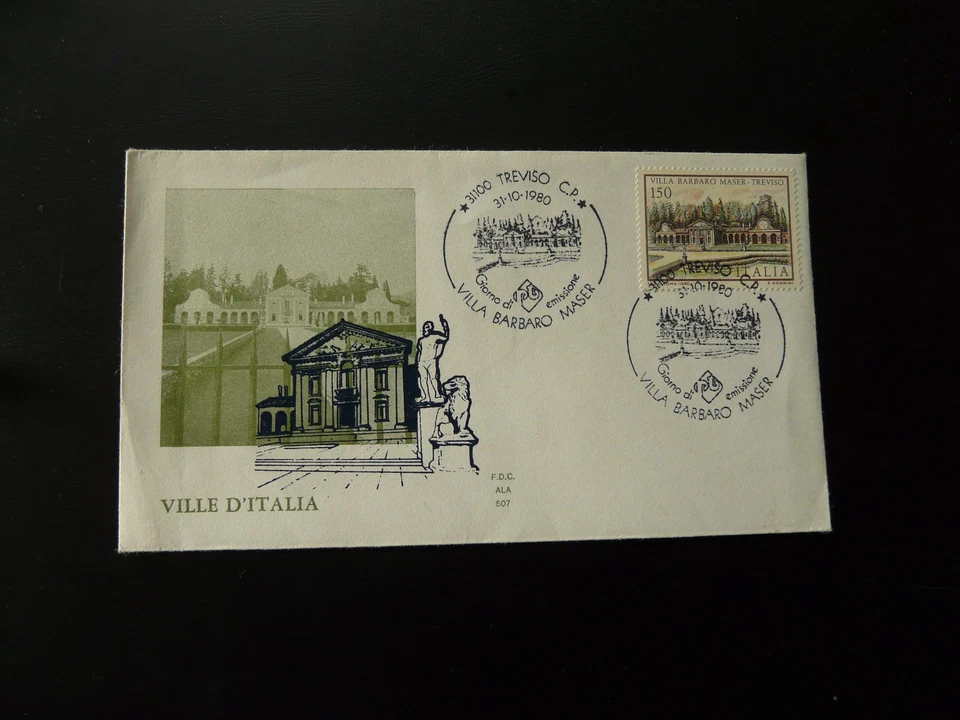 31100 TREVISO C.P.
31·10·1980
Giorno di emissione
VILLA BARBARO MASER
VILLA BARBARO MASER - TREVISO
150
ITALIA
31100 TREVISO C.P.
31·10·1980
Giorno di emissione
VILLA BARBARO MASER
F.D.C.
ALA
507
VILLE D'ITALIA